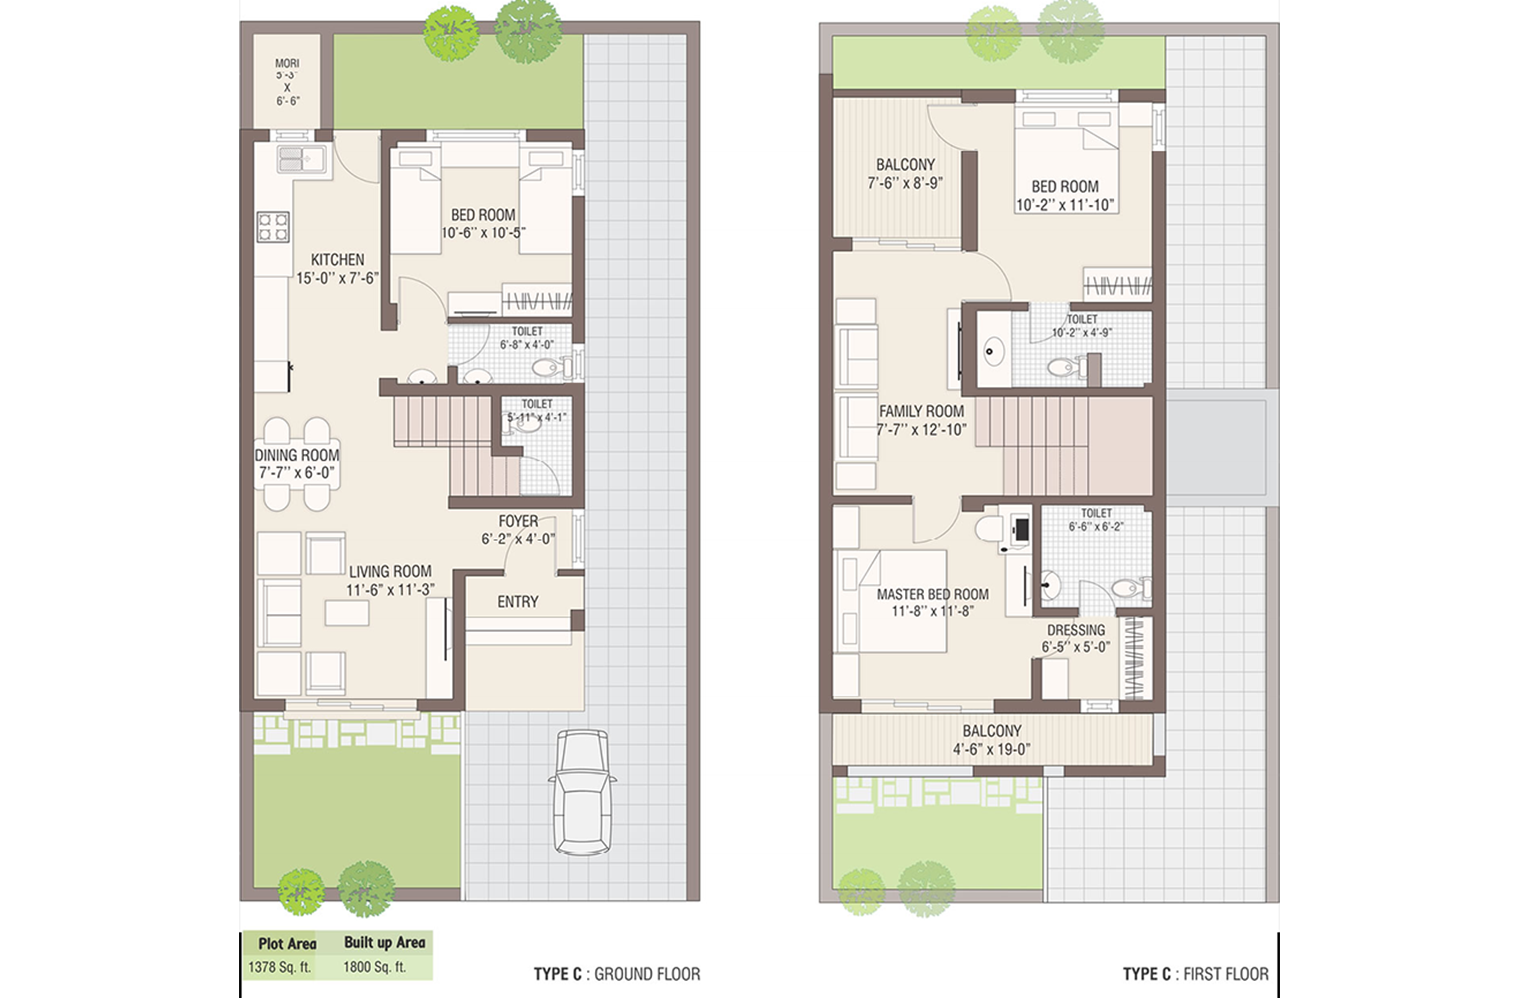 MORI
5'-3"
X
6'-6"
BED ROOM
10'-6'' x 10'-5"
KITCHEN
15'-0'' x 7'-6"
TOILET
6'-8" x 4'-0"
TOILET
5'-11" x 4'-1"
DINING ROOM
7'-7'' x 6'-0"
FOYER
6'-2" x 4'-0"
LIVING ROOM
11'-6" x 11'-3"
ENTRY
Plot Area
Built up Area
1378 Sq. ft.
1800 Sq. ft.
TYPE C : GROUND FLOOR
BALCONY
7'-6'' x 8'-9"
BED ROOM
10'-2'' x 11'-10"
TOILET
10'-2'' x 4'-9"
FAMILY ROOM
7'-7'' x 12'-10"
TOILET
6'-6'' x 6'-2"
MASTER BED ROOM
11'-8'' x 11'-8"
DRESSING
6'-5'' x 5'-0"
BALCONY
4'-6" x 19-0"
TYPE C : FIRST FLOOR